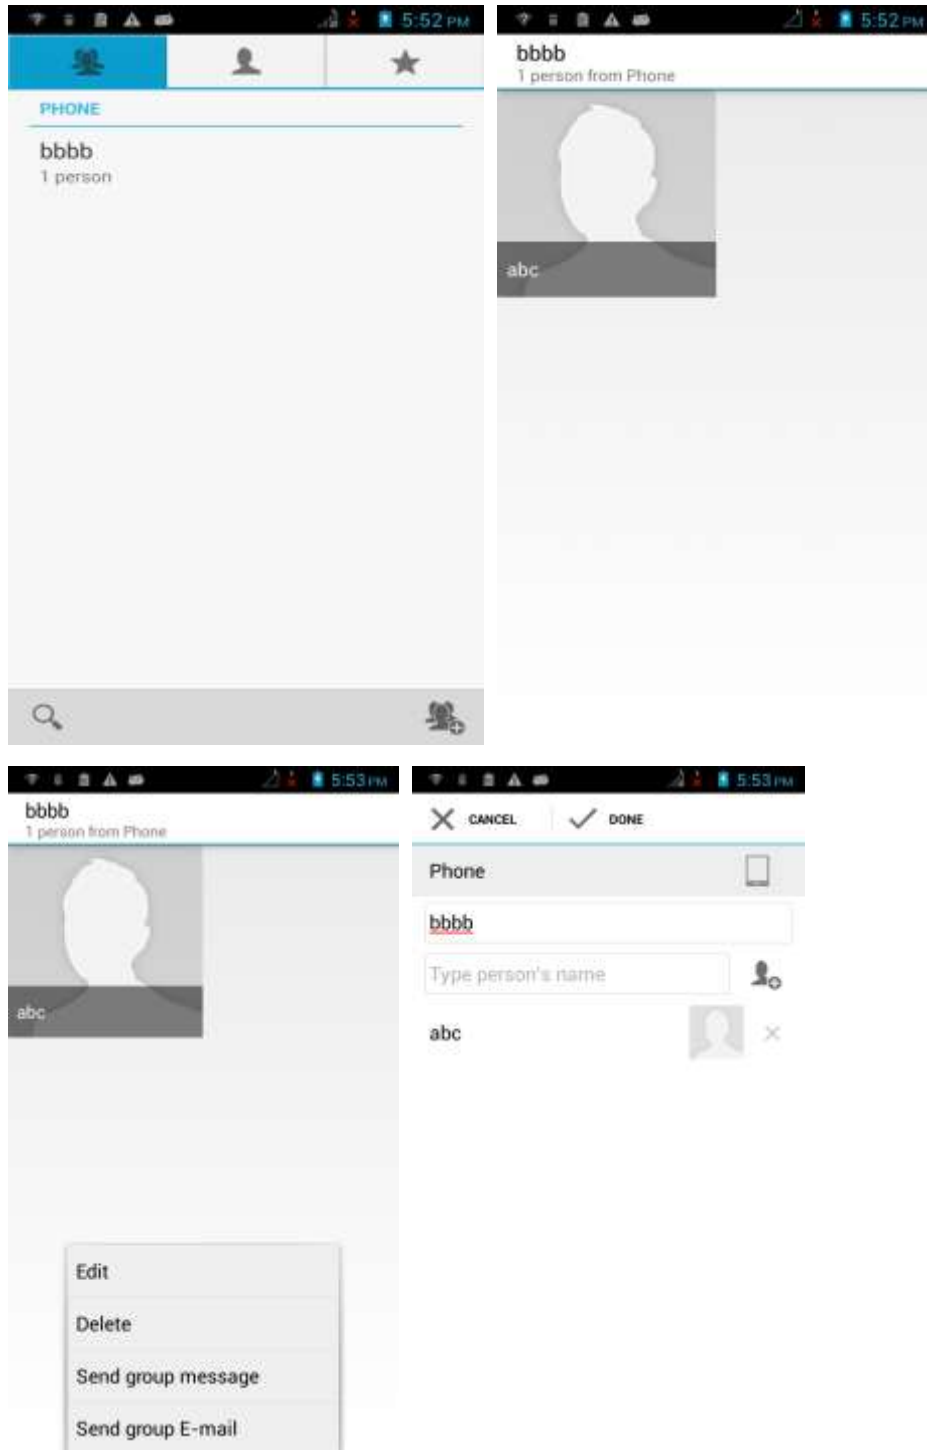 5:52 PM
PHONE
bbbb
1 person
5:52 PM
bbbb
1 person from Phone
abc
5:53 PM
bbbb
1 person from Phone
abc
Edit
Delete
Send group message
Send group E-mail
5:53 PM
CANCEL DONE
Phone
bbbb
Type person's name
abc